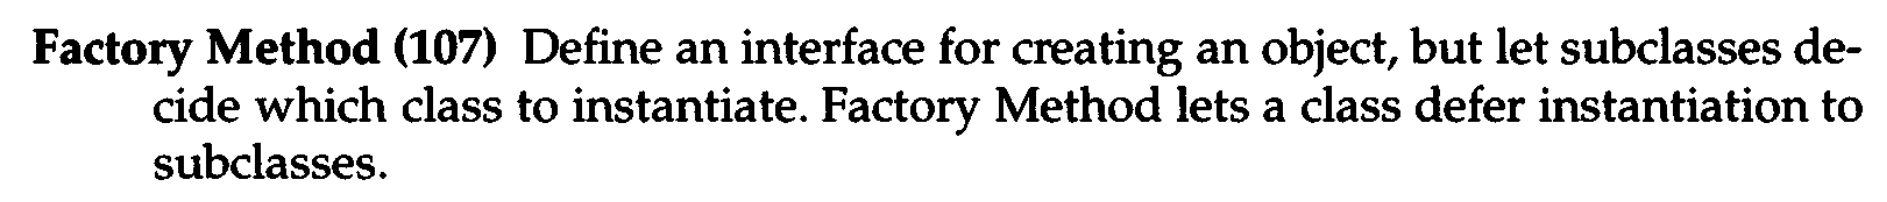 Factory Method (107) Define an interface for creating an object, but let subclasses de-
cide which class to instantiate. Factory Method lets a class defer instantiation to
subclasses.